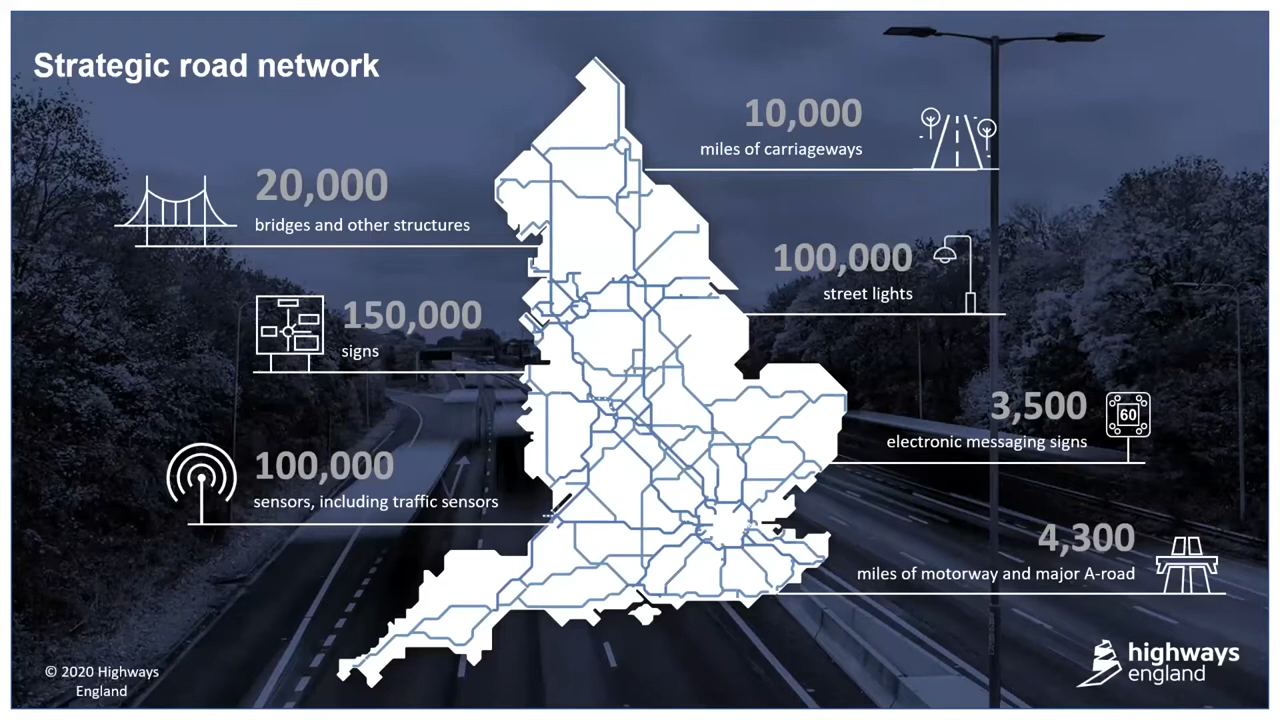 Strategic road network
20,000
bridges and other structures
150,000
signs
100,000
sensors, including traffic sensors
10,000
miles of carriageways
100,000
street lights
3,500
electronic messaging signs
60
4,300
miles of motorway and major A-road
© 2020 Highways
England
highways
england